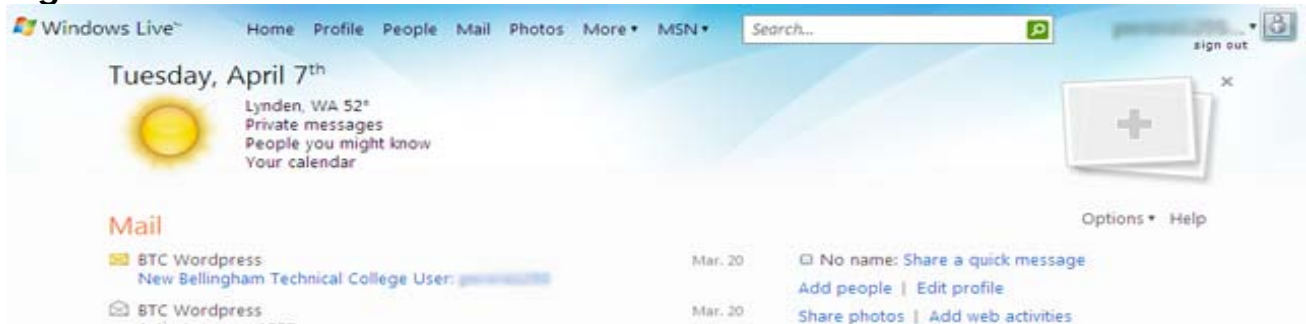 Windows Live™ Home Profile People Mail Photos More MSN Search...
sign out
Tuesday, April 7th
Lynden, WA 52°
Private messages
People you might know
Your calendar
Mail
Options Help
BTC Wordpress Mar. 20
New Bellingham Technical College User:
No name: Share a quick message
Add people | Edit profile
BTC Wordpress Mar. 20
Share photos | Add web activities